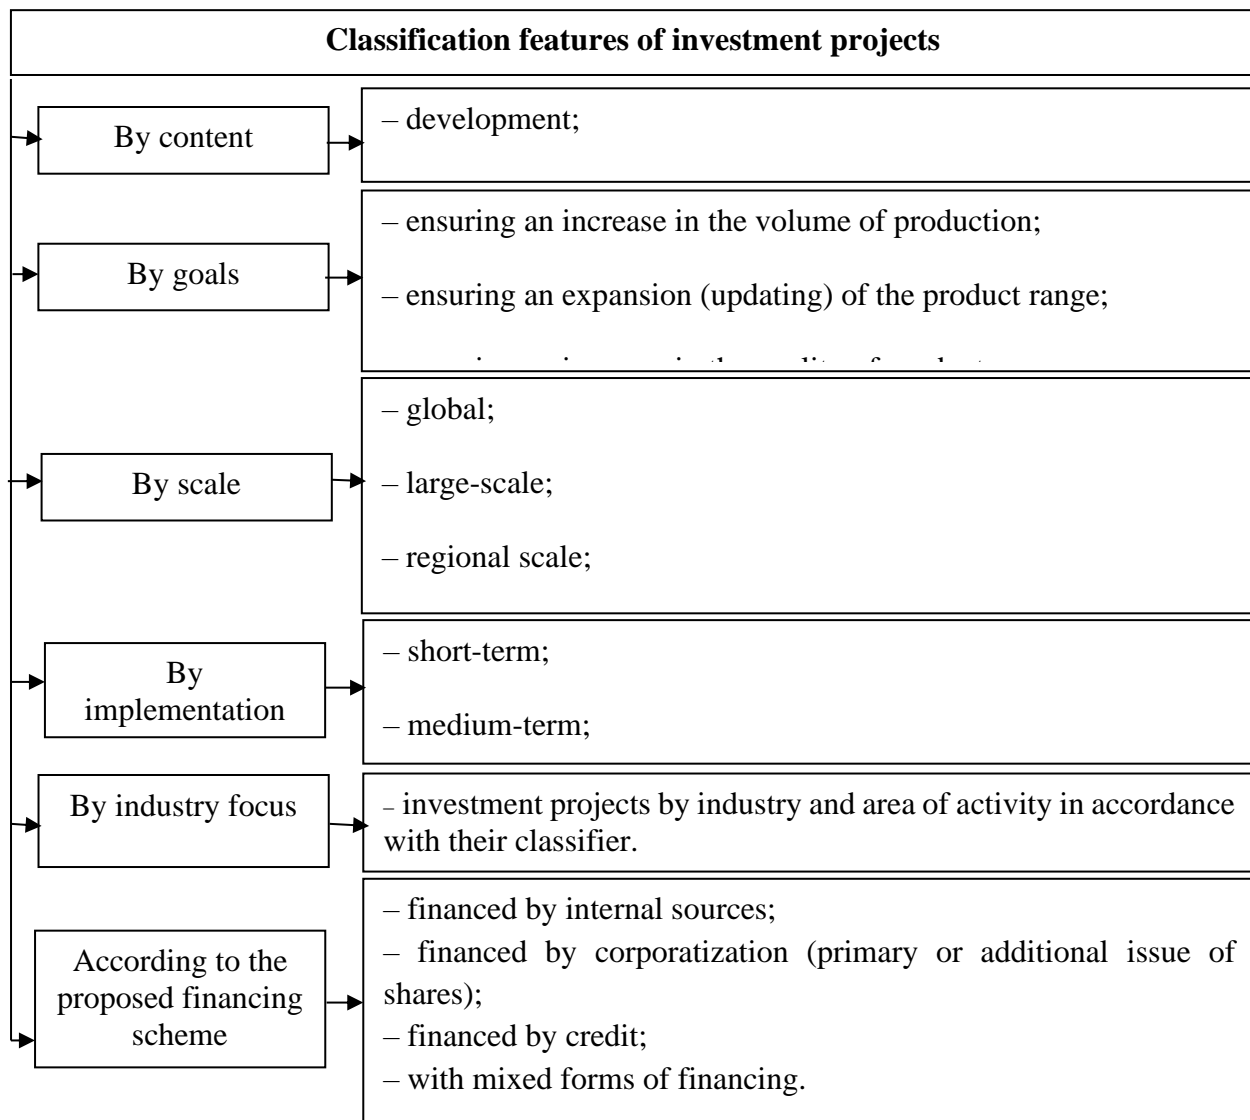 Classification features of investment projects
By content
– development;
By goals
– ensuring an increase in the volume of production;
– ensuring an expansion (updating) of the product range;
By scale
– global;
– large-scale;
– regional scale;
By
implementation
– short-term;
– medium-term;
By industry focus
– investment projects by industry and area of activity in accordance
with their classifier.
According to the
proposed financing
scheme
– financed by internal sources;
– financed by corporatization (primary or additional issue of
shares);
– financed by credit;
– with mixed forms of financing.